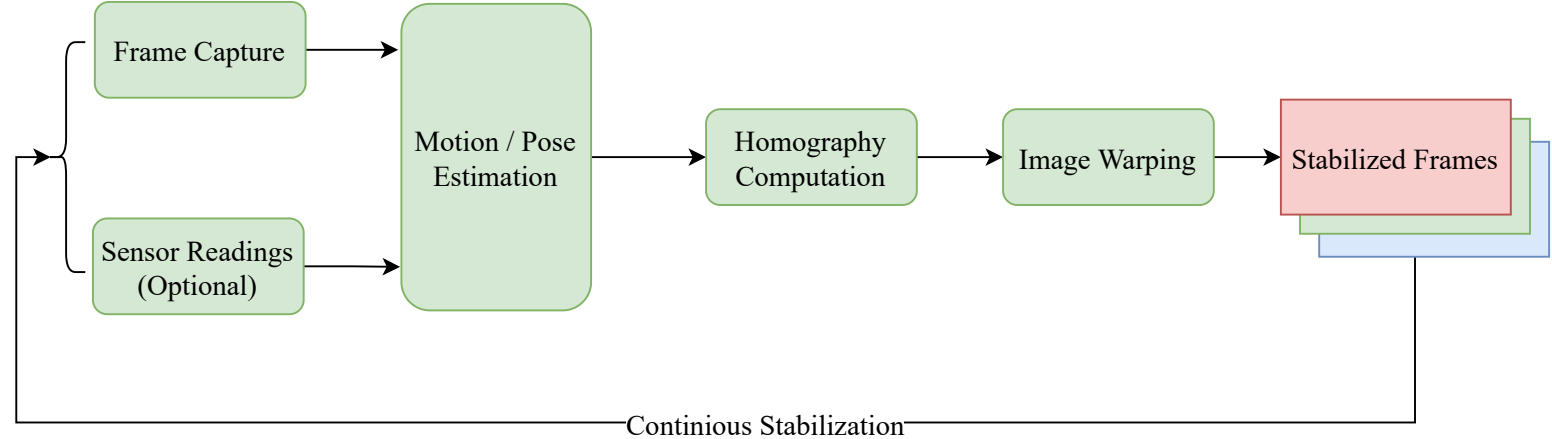 Frame Capture
Sensor Readings
(Optional)
Motion / Pose
Estimation
Homography
Computation
Image Warping
Stabilized Frames
Continious Stabilization